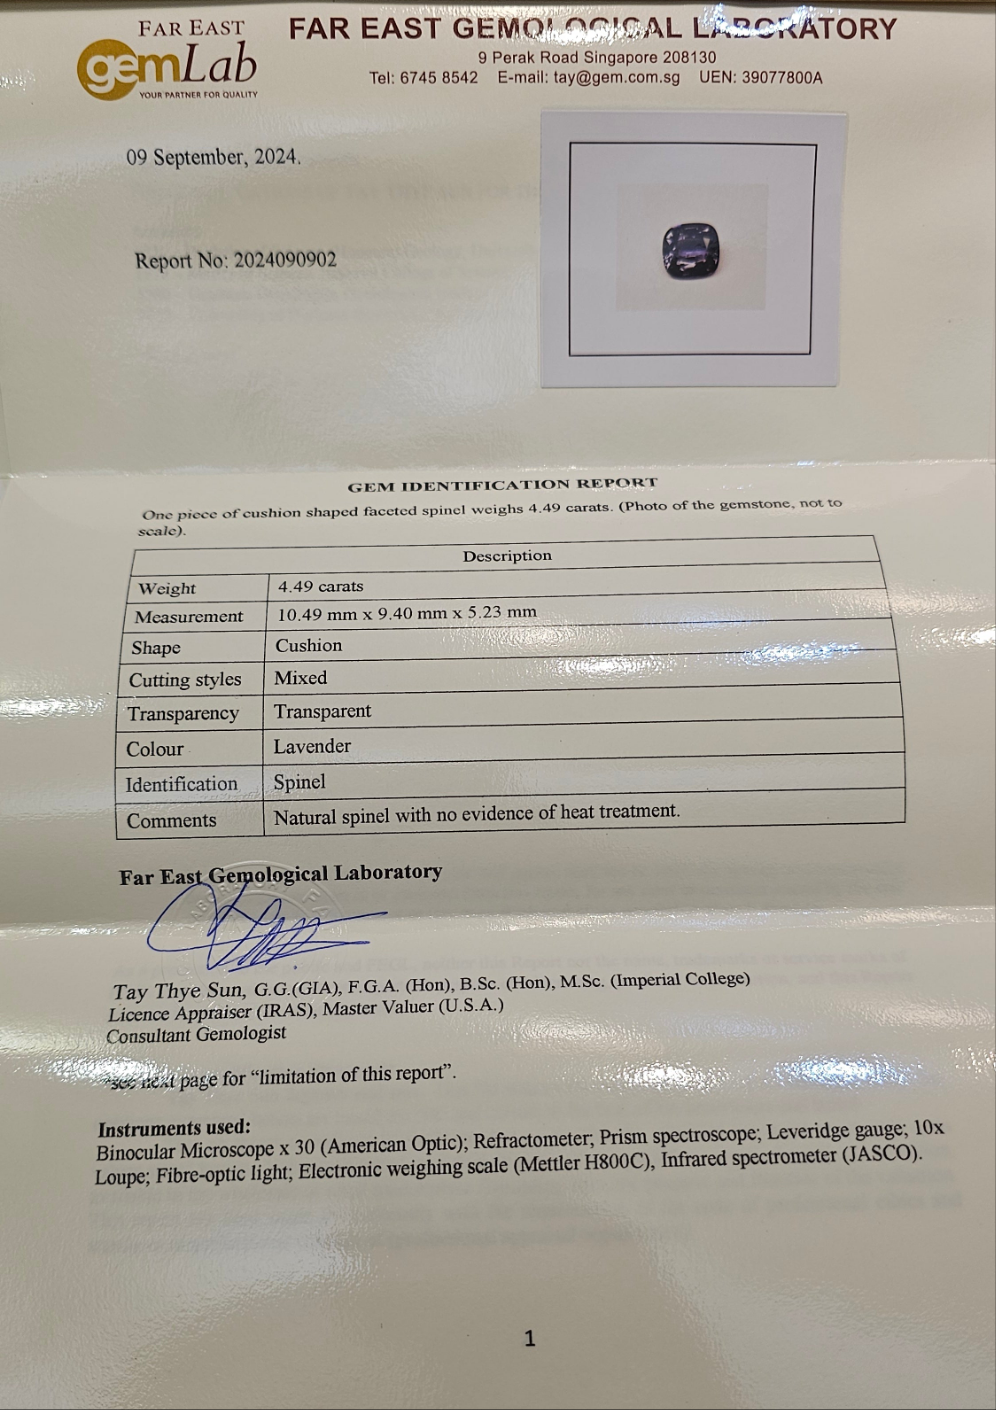 FAR EAST
gemLab
YOUR PARTNER FOR QUALITY
FAR EAST GEMOLOGICAL LABORATORY
9 Perak Road Singapore 208130
Tel: 6745 8542 E-mail: tay@gem.com.sg UEN: 39077800A
09 September, 2024.
Report No: 2024090902
GEM IDENTIFICATION REPORT
One piece of cushion shaped faceted spinel weighs 4.49 carats. (Photo of the gemstone, not to
scale).
Description
Weight 4.49 carats
Measurement 10.49 mm x 9.40 mm x 5.23 mm
Shape Cushion
Cutting styles Mixed
Transparency Transparent
Colour Lavender
Identification Spinel
Comments Natural spinel with no evidence of heat treatment.
Far East Gemological Laboratory
Tay Thye Sun, G.G.(GIA), F.G.A. (Hon), B.Sc. (Hon), M.Sc. (Imperial College)
Licence Appraiser (IRAS), Master Valuer (U.S.A.)
Consultant Gemologist
*see next page for “limitation of this report”.
Instruments used:
Binocular Microscope x 30 (American Optic); Refractometer; Prism spectroscope; Leveridge gauge; 10x
Loupe; Fibre-optic light; Electronic weighing scale (Mettler H800C), Infrared spectrometer (JASCO).
1